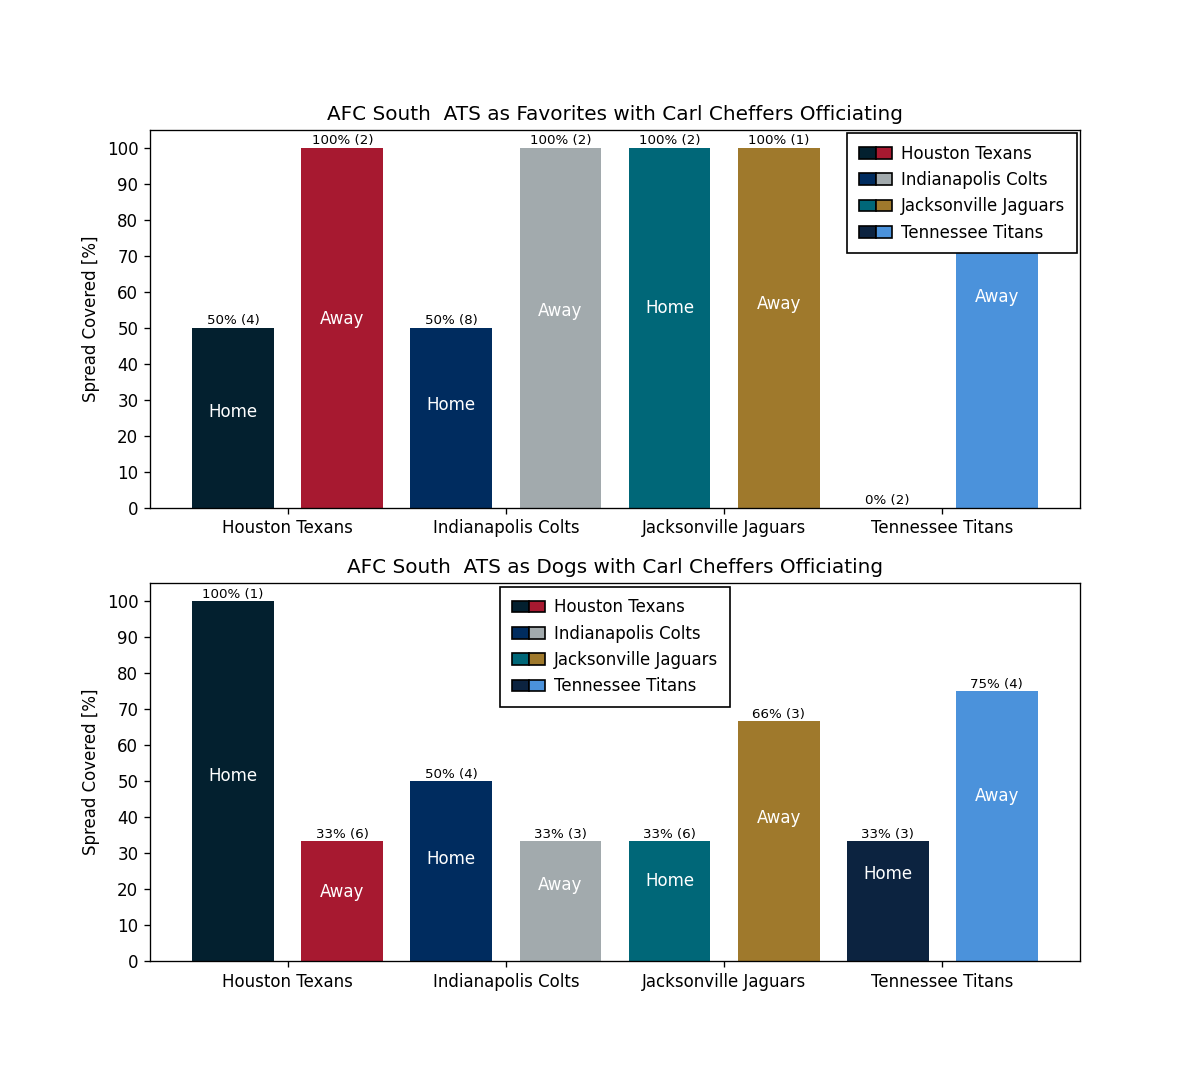 AFC South  ATS as Favorites with Carl Cheffers Officiating
100% (2) 100% (2) 100% (2) 100% (1)
Houston Texans
Indianapolis Colts
Jacksonville Jaguars
Tennessee Titans
50% (4) 50% (8) 0% (2)
Home Away Home Away Home Away Away
Spread Covered [%]
100
90
80
70
60
50
40
30
20
10
0
Houston Texans Indianapolis Colts Jacksonville Jaguars Tennessee Titans
AFC South  ATS as Dogs with Carl Cheffers Officiating
100% (1) 33% (6) 50% (4) 33% (3) 33% (6) 66% (3) 33% (3) 75% (4)
Houston Texans
Indianapolis Colts
Jacksonville Jaguars
Tennessee Titans
Home Away Home Away Home Away Home Away
Spread Covered [%]
100
90
80
70
60
50
40
30
20
10
0
Houston Texans Indianapolis Colts Jacksonville Jaguars Tennessee Titans